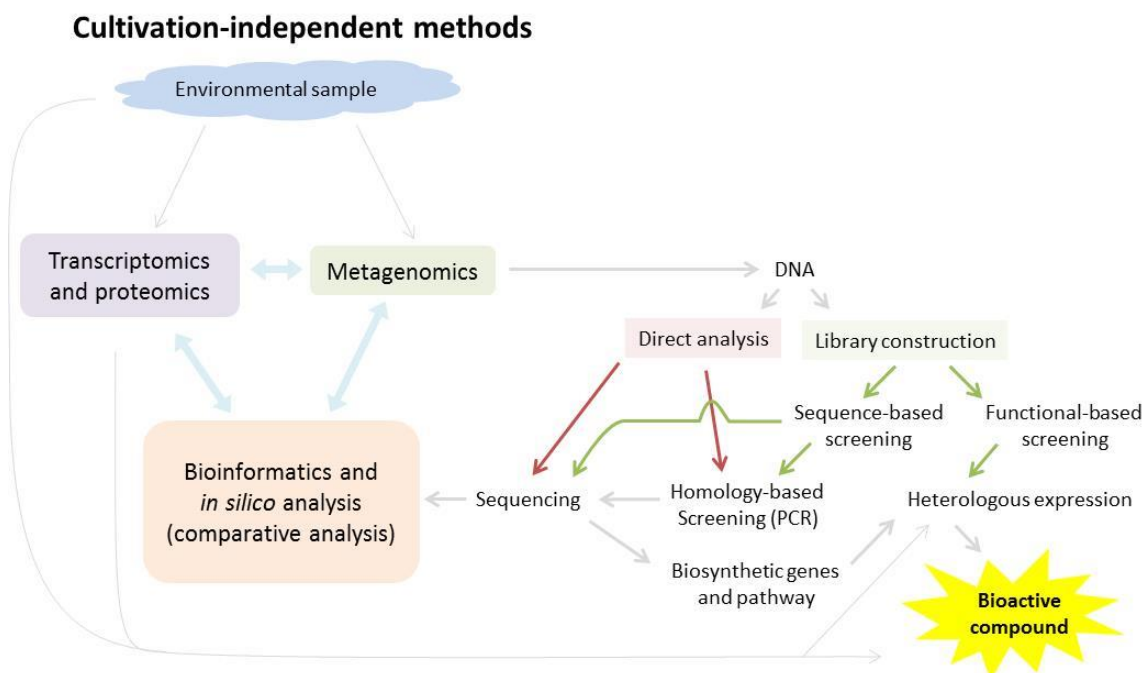 Cultivation-independent methods
Environmental sample
Transcriptomics
and proteomics
Metagenomics
DNA
Direct analysis
Library construction
Sequence-based
screening
Functional-based
screening
Bioinformatics and
in silico analysis
(comparative analysis)
Sequencing
Homology-based
Screening (PCR)
Heterologous expression
Biosynthetic genes
and pathway
Bioactive
compound